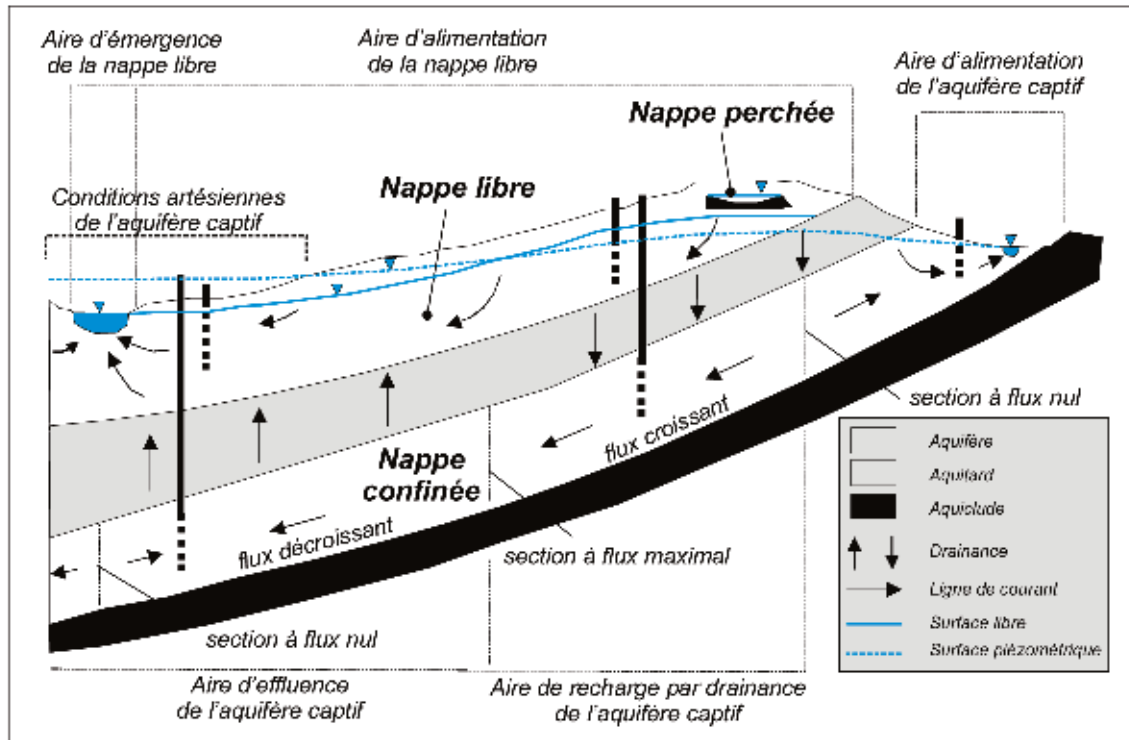 Aire d'émergence
de la nappe libre
Aire d'alimentation
de la nappe libre
Aire d'alimentation
de l'aquifère captif
Nappe perchée
Nappe libre
Conditions artésiennes
de l'aquifère captif
section à flux nul
flux croissant
Nappe
confinée
flux décroissant
section à flux maximal
section à flux nul
Aire d'effluence
de l'aquifère captif
Aire de recharge par drainance
de l'aquifère captif
Aquifère
Aquitard
Aquiclude
Drainance
Ligne de courant
Surface libre
Surface piézométrique